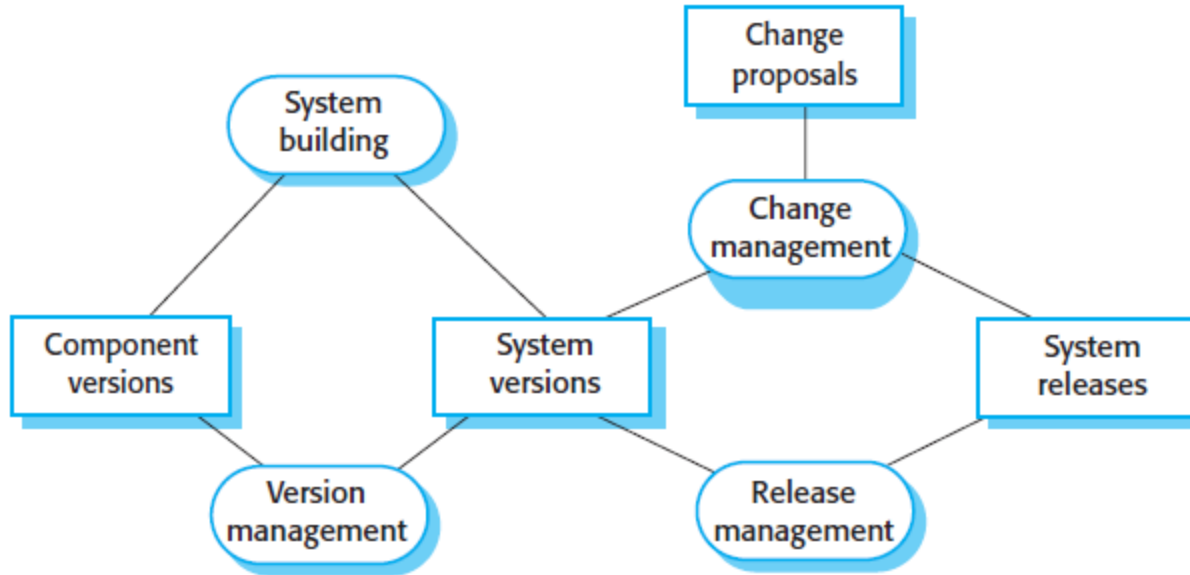 Change
proposals
System
building
Change
management
Component
versions
System
versions
System
releases
Version
management
Release
management